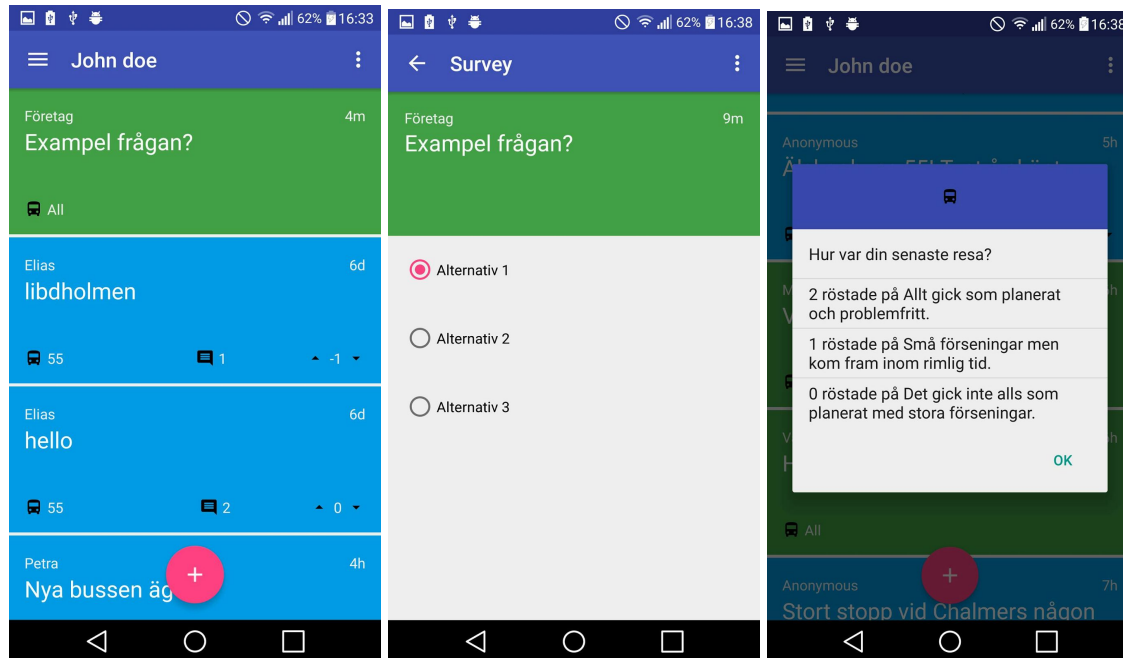 62% 16:33
John doe
Företag 4m
Exampel frågan?
All
Elias 6d
libdholmen
55 1 -1
Elias 6d
hello
55 2 0
Petra 4h
Nya bussen äg
62% 16:38
Survey
Företag 9m
Exampel frågan?
Alternativ 1
Alternativ 2
Alternativ 3
62% 16:38
John doe
Anonymous 5h
Hur var din senaste resa?
2 röstade på Allt gick som planerat
och problemfritt.
1 röstade på Små förseningar men
kom fram inom rimlig tid.
0 röstade på Det gick inte alls som
planerat med stora förseningar.
OK
All
Anonymous 7h
Stort stopp vid Chalmers någon